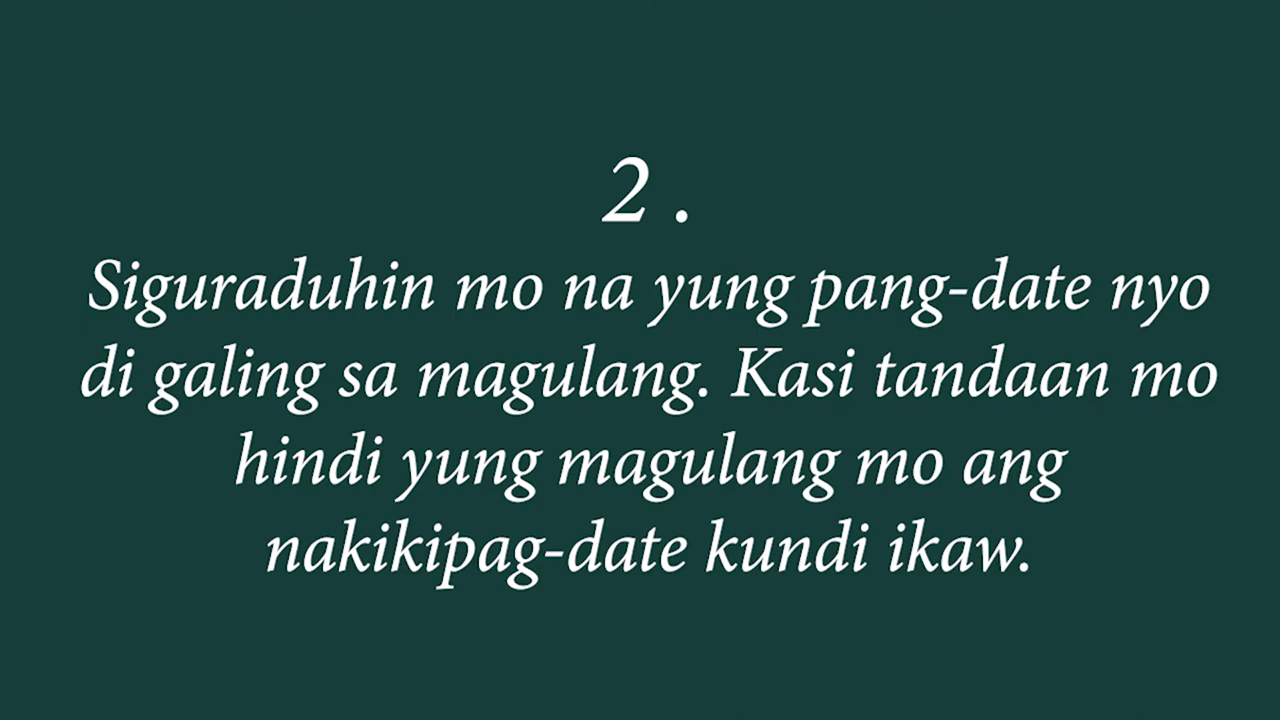 2 .
Siguraduhin mo na yung pang-date nyo
di galing sa magulang. Kasi tandaan mo
hindi yung magulang mo ang
nakikipag-date kundi ikaw.